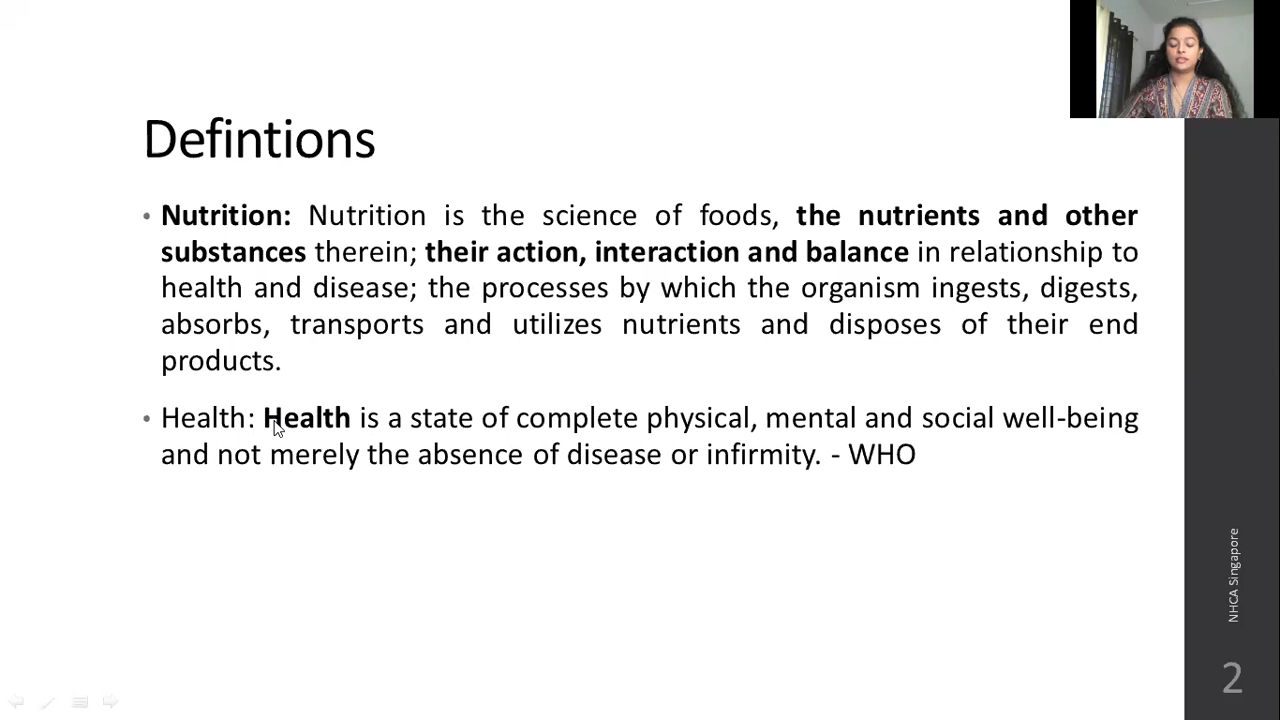 Defintions
• Nutrition: Nutrition is the science of foods, the nutrients and other
substances therein; their action, interaction and balance in relationship to
health and disease; the processes by which the organism ingests, digests,
absorbs, transports and utilizes nutrients and disposes of their end
products.
• Health: Health is a state of complete physical, mental and social well-being
and not merely the absence of disease or infirmity. - WHO
NHCA Singapore
2